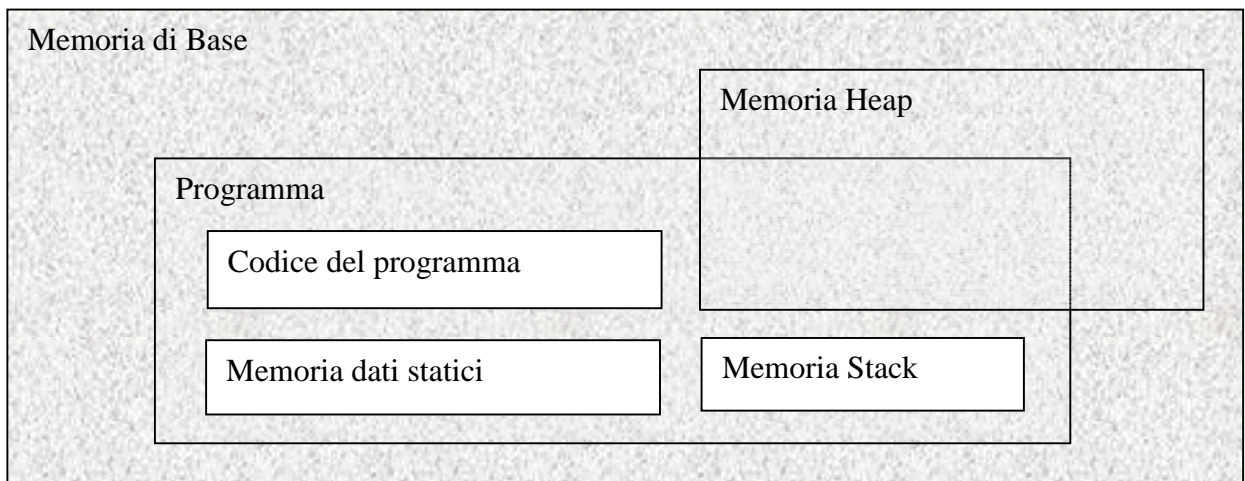 Memoria di Base
Memoria Heap
Programma
Codice del programma
Memoria dati statici
Memoria Stack